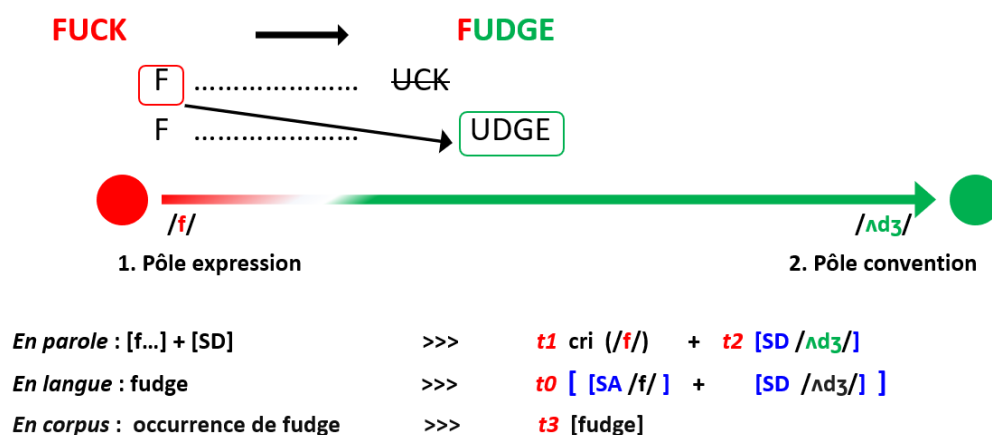 FUCK FUDGE
F ..................... UCK
F ..................... UDGE
/f/ /ʌdʒ/
1. Pôle expression 2. Pôle convention
En parole : [f...] + [SD] >>> t1 cri (/f/) + t2 [SD /ʌdʒ/]
En langue : fudge >>> t0 [ [SA /f/ ] + [SD /ʌdʒ/] ]
En corpus : occurrence de fudge >>> t3 [fudge]